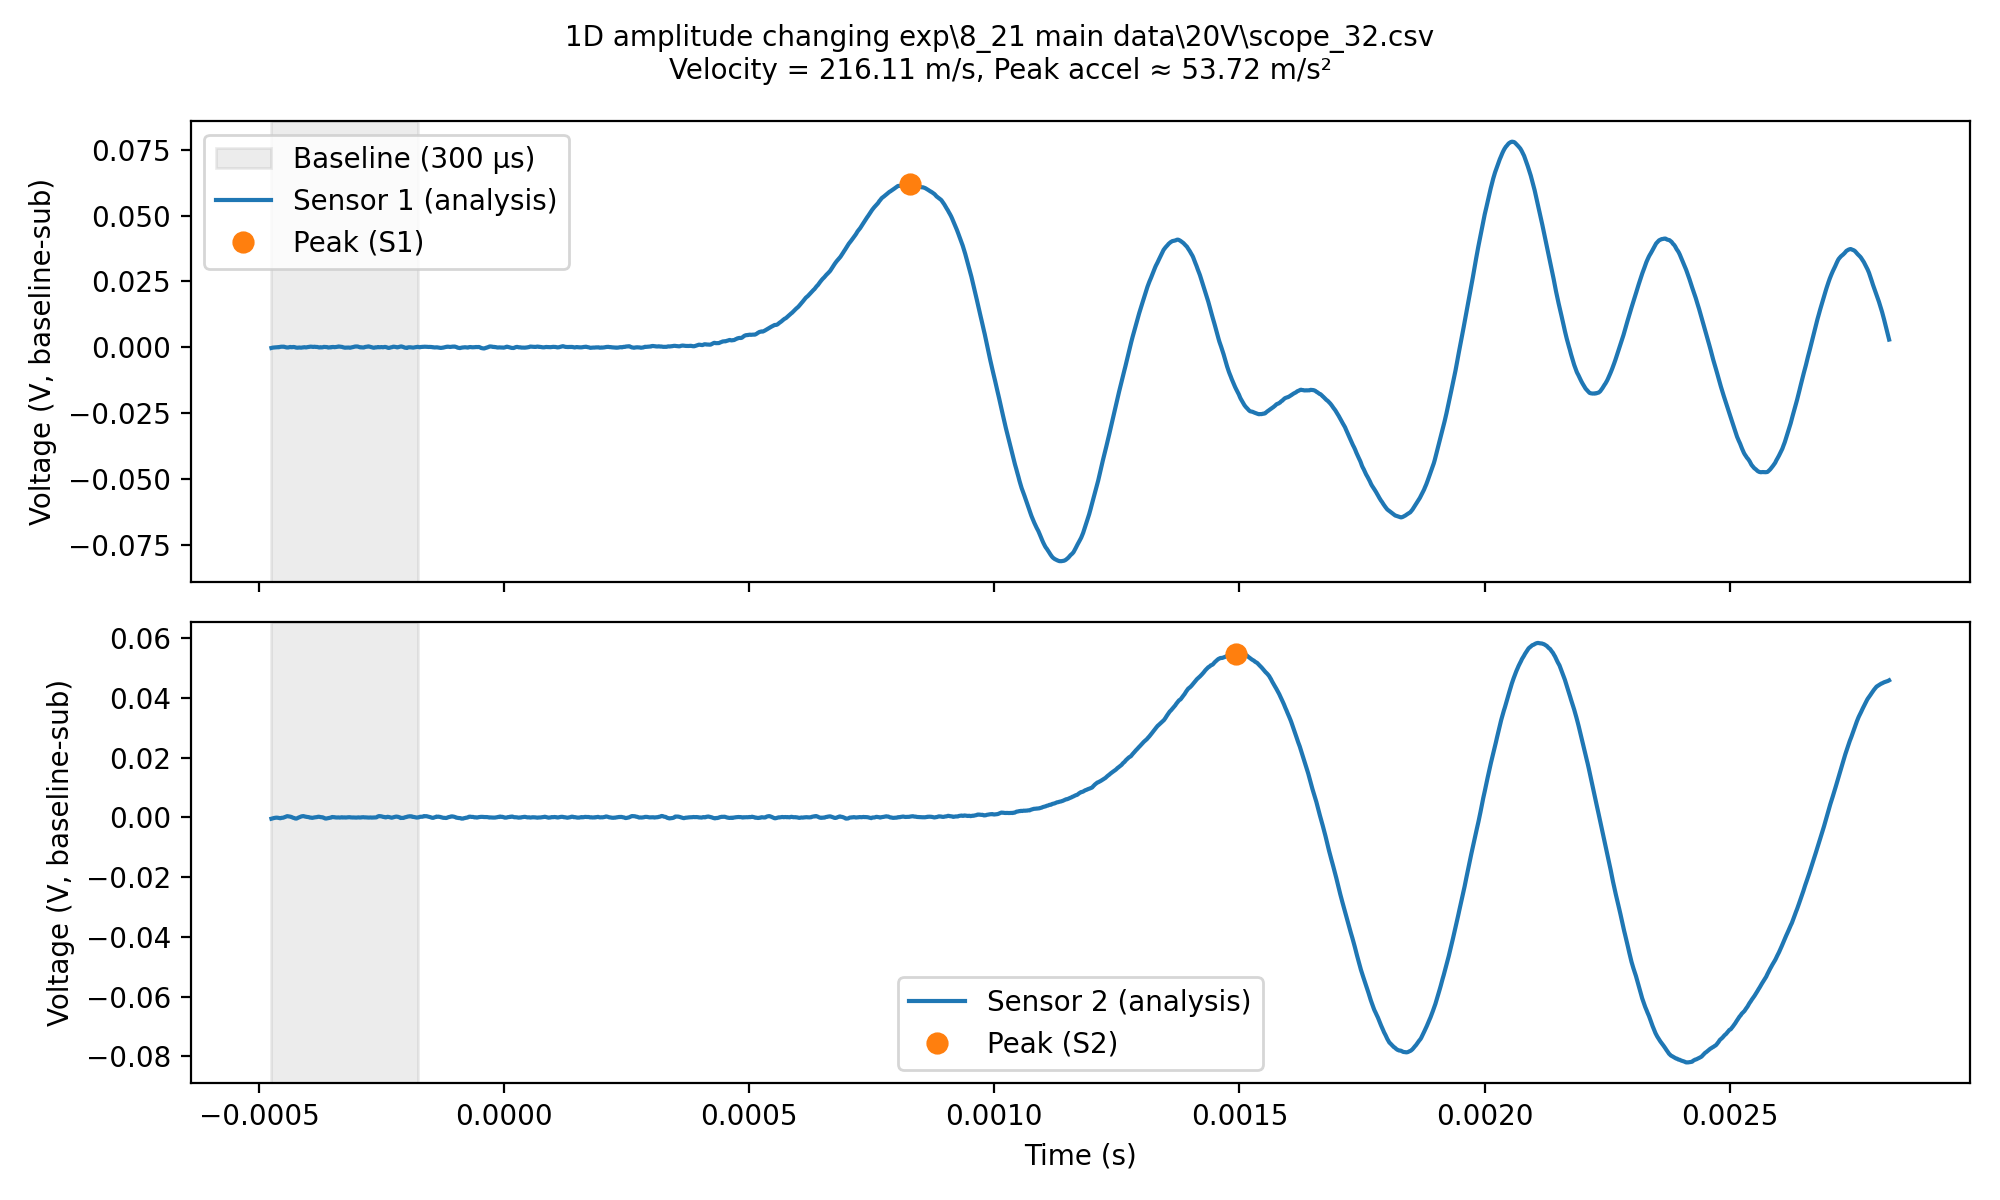 1D amplitude changing exp\8_21 main data\20V\scope_32.csv
Velocity = 216.11 m/s, Peak accel ≈ 53.72 m/s²
Voltage (V, baseline-sub)
0.075
0.050
0.025
0.000
−0.025
−0.050
−0.075
Baseline (300 µs)
Sensor 1 (analysis)
Peak (S1)
Voltage (V, baseline-sub)
0.06
0.04
0.02
0.00
−0.02
−0.04
−0.06
−0.08
Sensor 2 (analysis)
Peak (S2)
−0.0005 0.0000 0.0005 0.0010 0.0015 0.0020 0.0025
Time (s)